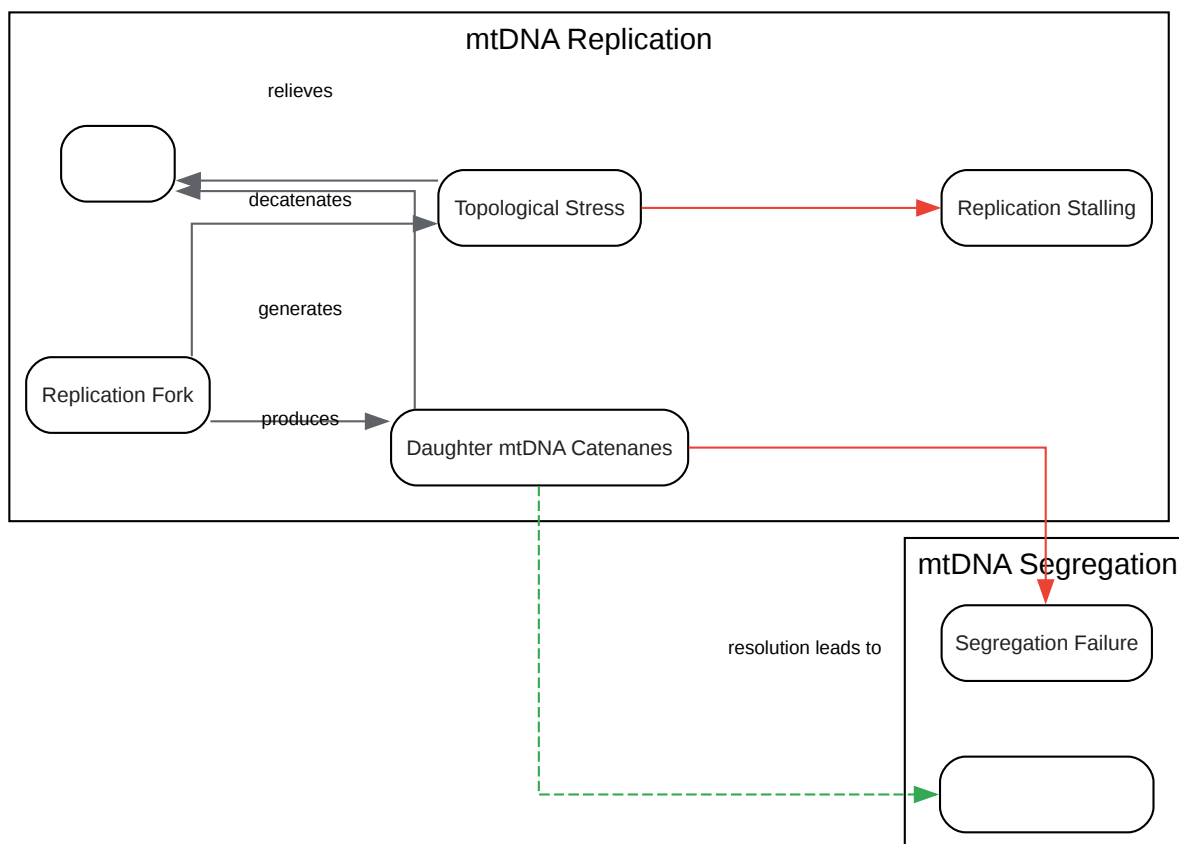 mtDNA Replication
relieves
decatenates
Topological Stress
Replication Stalling
generates
Replication Fork
produces
Daughter mtDNA Catenanes
mtDNA Segregation
Segregation Failure
resolution leads to